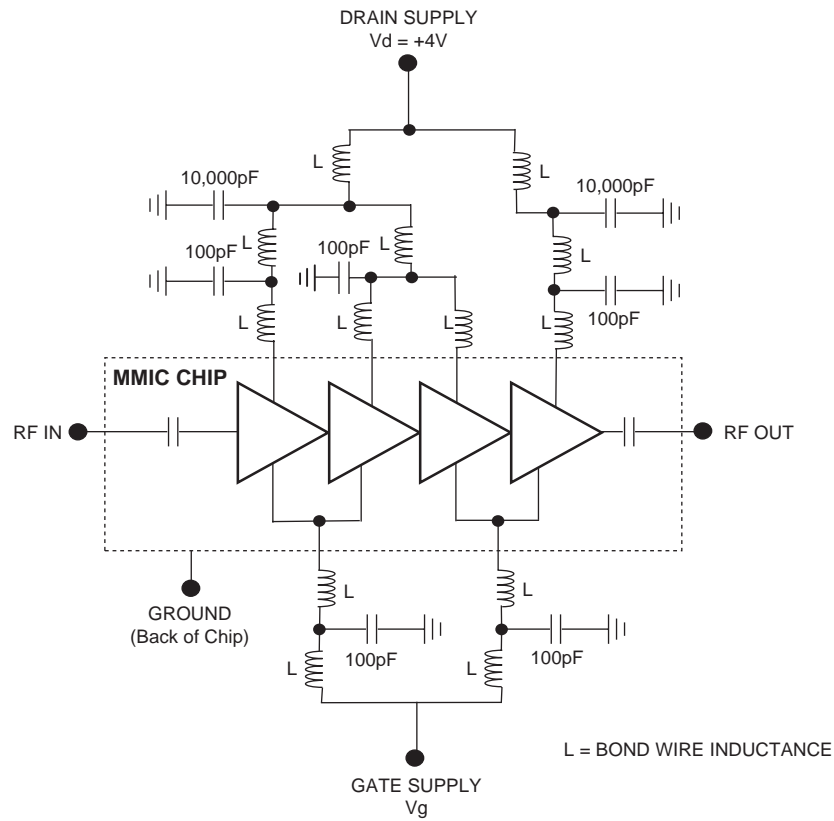 DRAIN SUPPLY
Vd = +4V
L
L
10,000pF
10,000pF
100pF
L
100pF
L
L
L
L
L
L
100pF
MMIC CHIP
RF IN
RF OUT
L
L
GROUND
(Back of Chip)
100pF
100pF
L
L
L = BOND WIRE INDUCTANCE
GATE SUPPLY
Vg